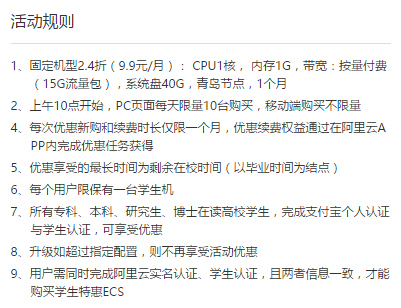 活动规则
1、固定机型2.4折（9.9元/月）： CPU1核， 内存1G，带宽：按量付费
（15G流量包），系统盘40G，青岛节点，1个月
2、上午10点开始，PC页面每天限量10台购买，移动端购买不限量
4、每次优惠新购和续费时长仅限一个月，优惠续费权益通过在阿里云A
PP内完成优惠任务获得
5、优惠享受的最长时间为剩余在校时间（以毕业时间为结点）
6、每个用户限保有一台学生机
7、所有专科、本科、研究生、博士在读高校学生，完成支付宝个人认证
与学生认证，可享受优惠
8、升级如超过指定配置，则不再享受活动优惠
9、用户需同时完成阿里云实名认证、学生认证，且两者信息一致，才能
购买学生特惠ECS